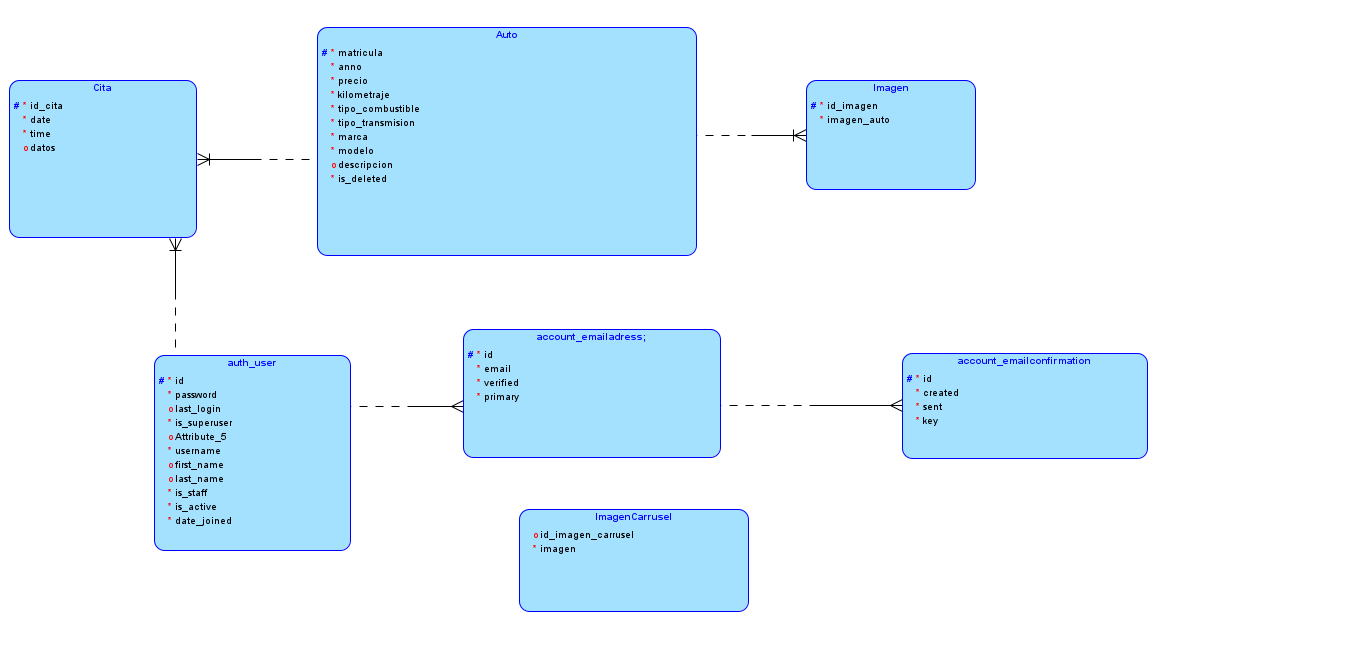 Auto
# * matricula
* anno
* precio
* kilometraje
* tipo_combustible
* tipo_transmision
* marca
* modelo
o descripcion
* is_deleted
Cita
# * id_cita
* date
* time
o datos
Imagen
# * id_imagen
* imagen_auto
auth_user
# * id
* password
o last_login
* is_superuser
o Attribute_5
* username
o first_name
o last_name
* is_staff
* is_active
* date_joined
account_emailadress;
# * id
* email
* verified
* primary
account_emailconfirmation
# * id
* created
* sent
* key
ImagenCarrusel
o id_imagen_carrusel
* imagen